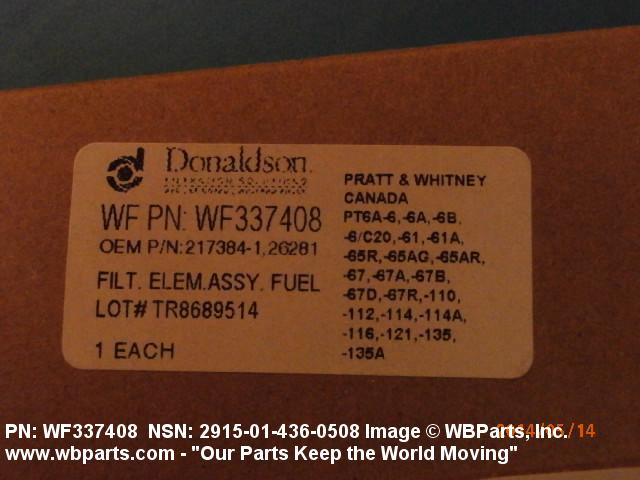 Donaldson.
FILTRATION SOLUTIONS
WF PN: WF337408
OEM P/N:217384-1,26281
FILT. ELEM.ASSY. FUEL
LOT# TR8689514
1 EACH
PRATT & WHITNEY
CANADA
PT6A-6,-6A,-6B,
-6/C20,-61,-61A,
-65R,-65AG,-65AR,
-67,-67A,-67B,
-67D,-67R,-110,
-112,-114,-114A,
-116,-121,-135,
-135A
PN: WF337408 NSN: 2915-01-436-0508 Image © WBParts, Inc.
www.wbparts.com - "Our Parts Keep the World Moving"